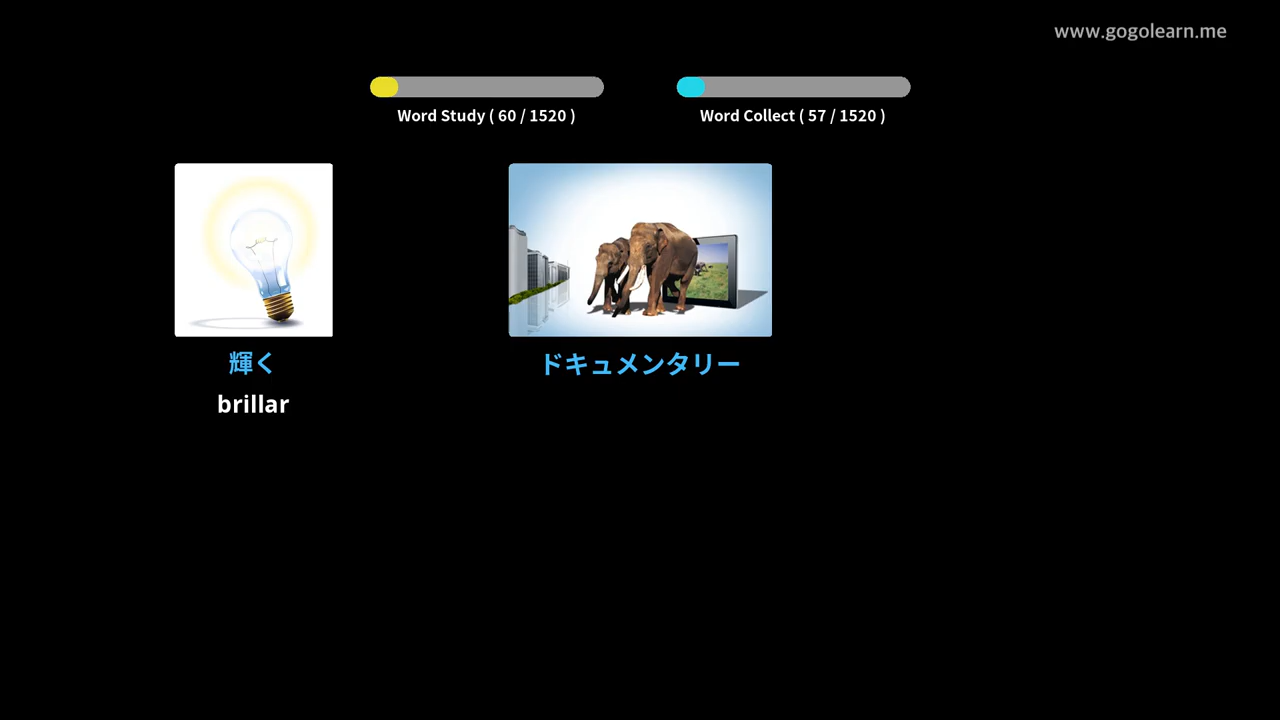 www.gogolearn.me
Word Study ( 60 / 1520 )
Word Collect ( 57 / 1520 )
輝く
brillar
ドキュメンタリー